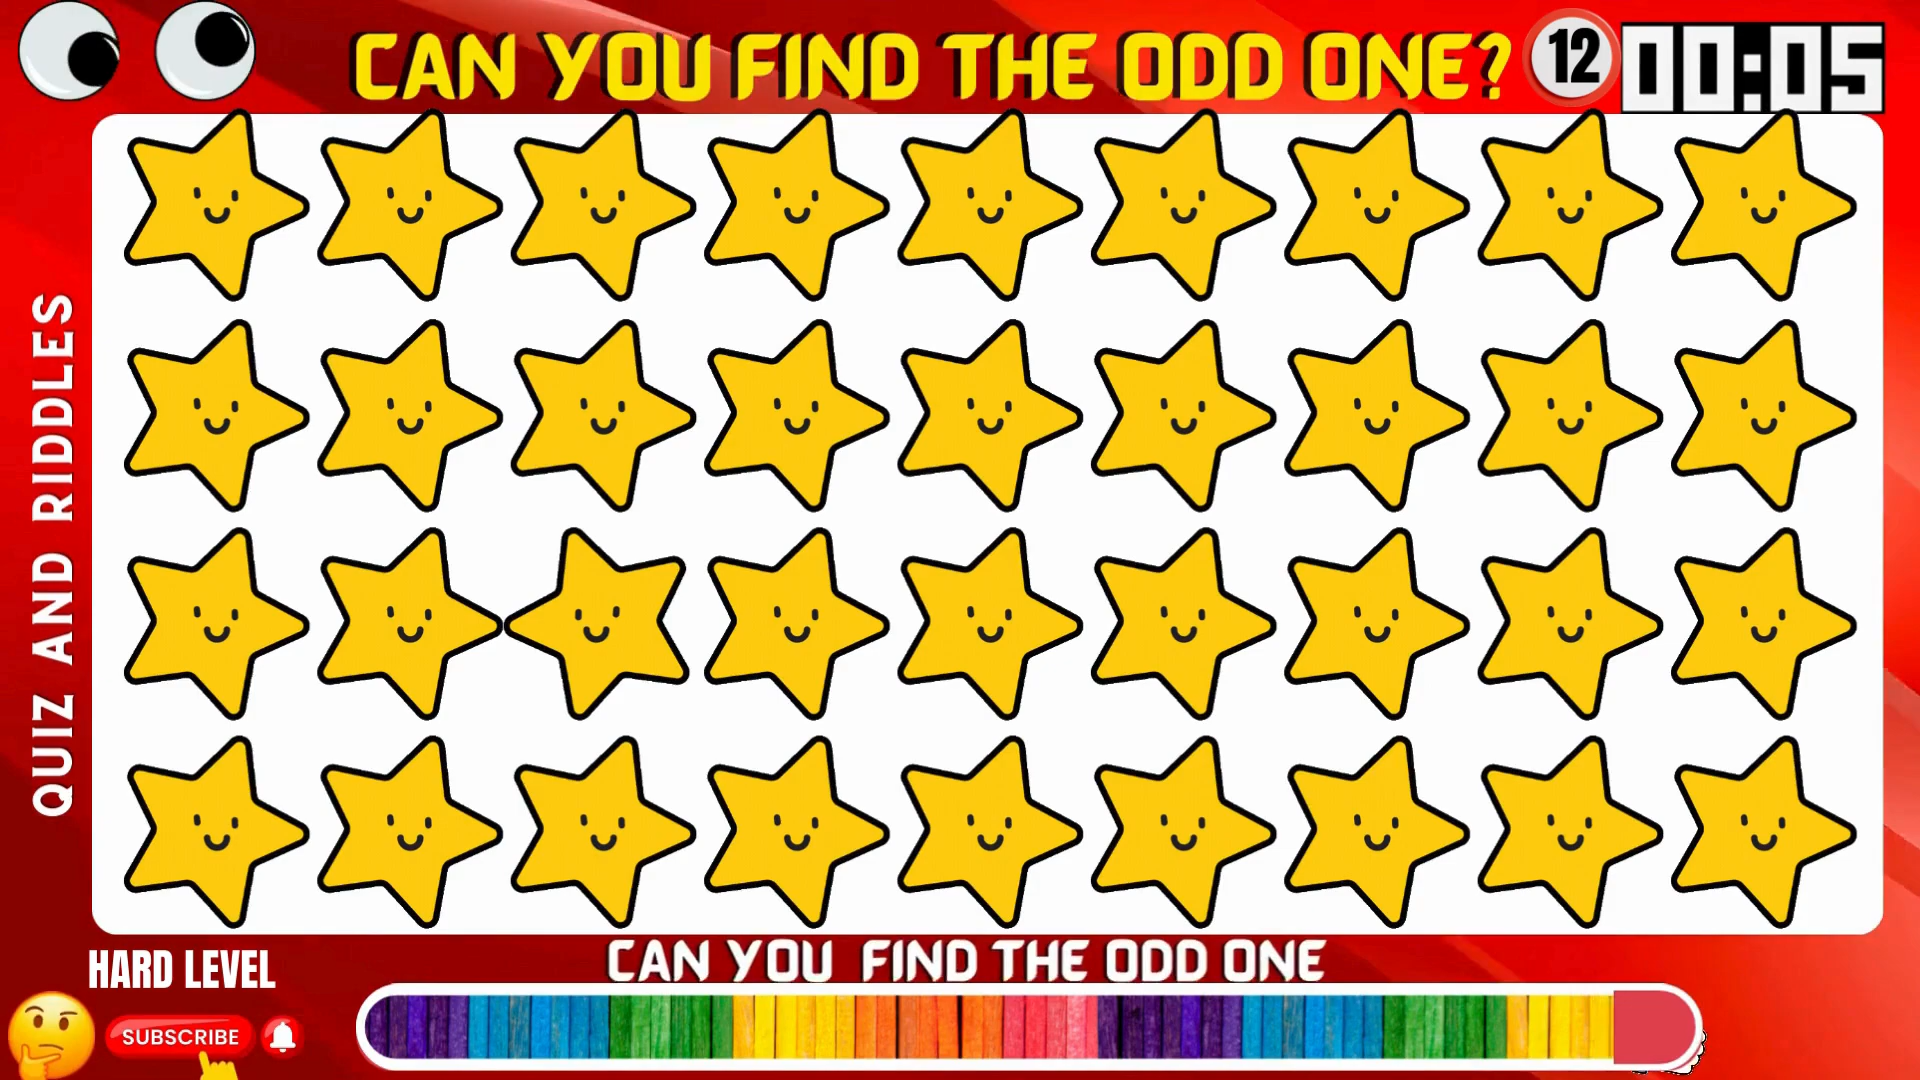 CAN YOU FIND THE ODD ONE?
12
00:05
QUIZ AND RIDDLES
HARD LEVEL
CAN YOU FIND THE ODD ONE
SUBSCRIBE